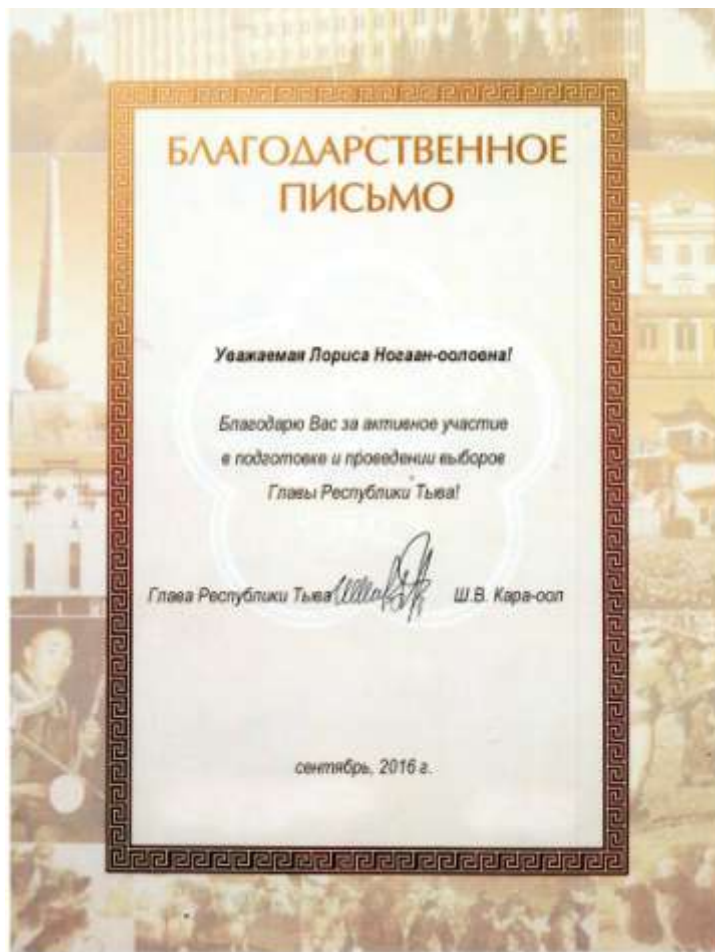 БЛАГОДАРСТВЕННОЕ
ПИСЬМО
Уважаемая Лориса Ногаан-ооловна!
Благодарю Вас за активное участие
в подготовке и проведении выборов
Главы Республики Тыва!
Глава Республики Тыва Ш.В. Кара-оол
сентябрь, 2016 г.